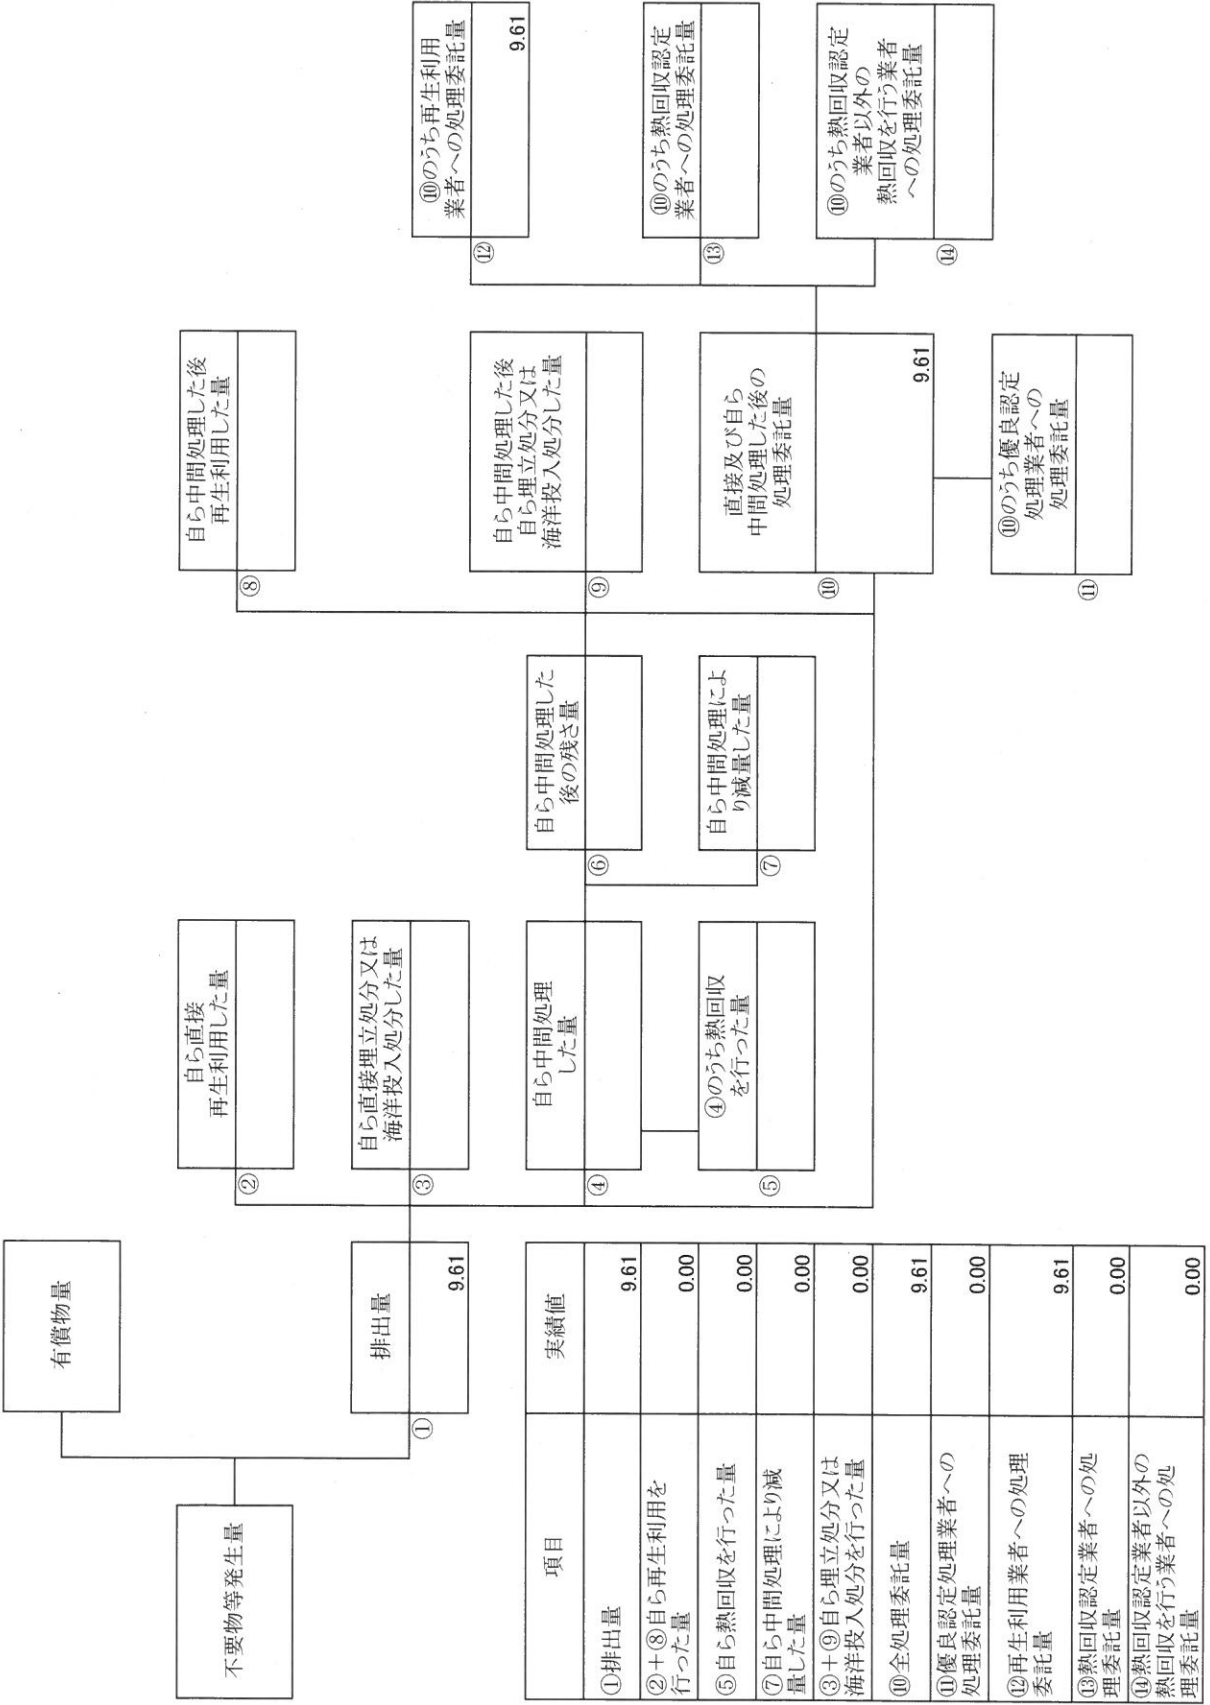 不要物等発生量
有償物量
排出量
①
9.61
②
自ら直接
再生利用した量
③
自ら直接埋立処分又は
海洋投入処分した量
④
自ら中間処理
した量
⑤
④のうち熱回収
を行った量
⑥
自ら中間処理した
後の残さ量
⑦
自ら中間処理によ
り減量した量
⑧
自ら中間処理した後
再生利用した量
⑨
自ら中間処理した後
自ら埋立処分又は
海洋投入処分した量
⑩
直接及び自ら
中間処理した後の
処理委託量
9.61
⑪
⑩のうち優良認定
処理業者への
処理委託量
⑫
⑩のうち再生利用
業者への処理委託量
9.61
⑬
⑩のうち熱回収認定
業者への処理委託量
⑭
⑩のうち熱回収認定
業者以外の
熱回収を行う業者
への処理委託量
項目 実績値
①排出量 9.61
②+⑧自ら再生利用を
行った量 0.00
⑤自ら熱回収を行った量 0.00
⑦自ら中間処理により減
量した量 0.00
③+⑨自ら埋立処分又は
海洋投入処分を行った量 0.00
⑩全処理委託量 9.61
⑪優良認定処理業者への
処理委託量 0.00
⑫再生利用業者への処理
委託量 9.61
⑬熱回収認定業者への処
理委託量 0.00
⑭熱回収認定業者以外の
熱回収を行う業者への処
理委託量 0.00